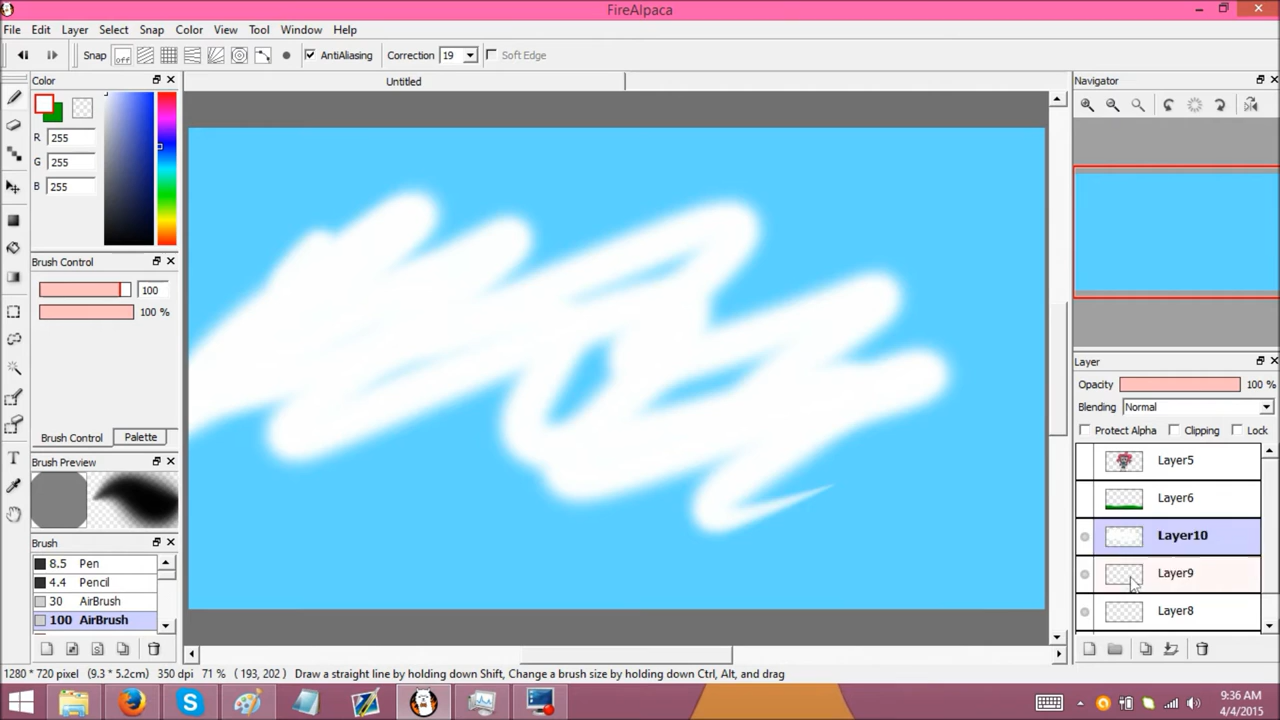 FireAlpaca
File Edit Layer Select Snap Color View Tool Window Help
Snap off AntiAliasing Correction 19 Soft Edge
Color
Untitled
Navigator
R 255
G 255
B 255
Brush Control
100
100 %
Brush Control Palette
Brush Preview
Brush
8.5 Pen
4.4 Pencil
30 AirBrush
100 AirBrush
Layer
Opacity 100 %
Blending Normal
Protect Alpha Clipping Lock
Layer5
Layer6
Layer10
Layer9
Layer8
1280 * 720 pixel (9.3 * 5.2cm) 350 dpi 71 % (193, 202) Draw a straight line by holding down Shift, Change a brush size by holding down Ctrl, Alt, and drag
9:36 AM
4/4/2015